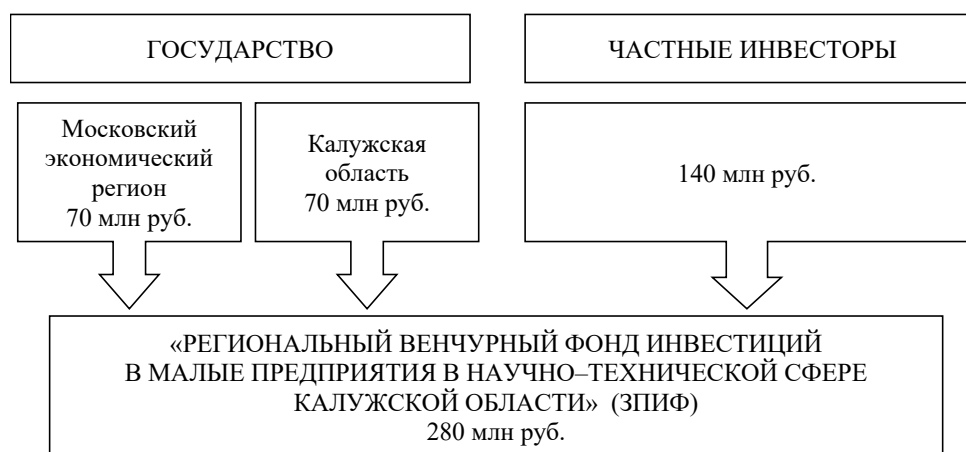 ГОСУДАРСТВО
ЧАСТНЫЕ ИНВЕСТОРЫ
Московский
экономический
регион
70 млн руб.
Калужская
область
70 млн руб.
140 млн руб.
«РЕГИОНАЛЬНЫЙ ВЕНЧУРНЫЙ ФОНД ИНВЕСТИЦИЙ
В МАЛЫЕ ПРЕДПРИЯТИЯ В НАУЧНО–ТЕХНИЧЕСКОЙ СФЕРЕ
КАЛУЖСКОЙ ОБЛАСТИ» (ЗПИФ)
280 млн руб.